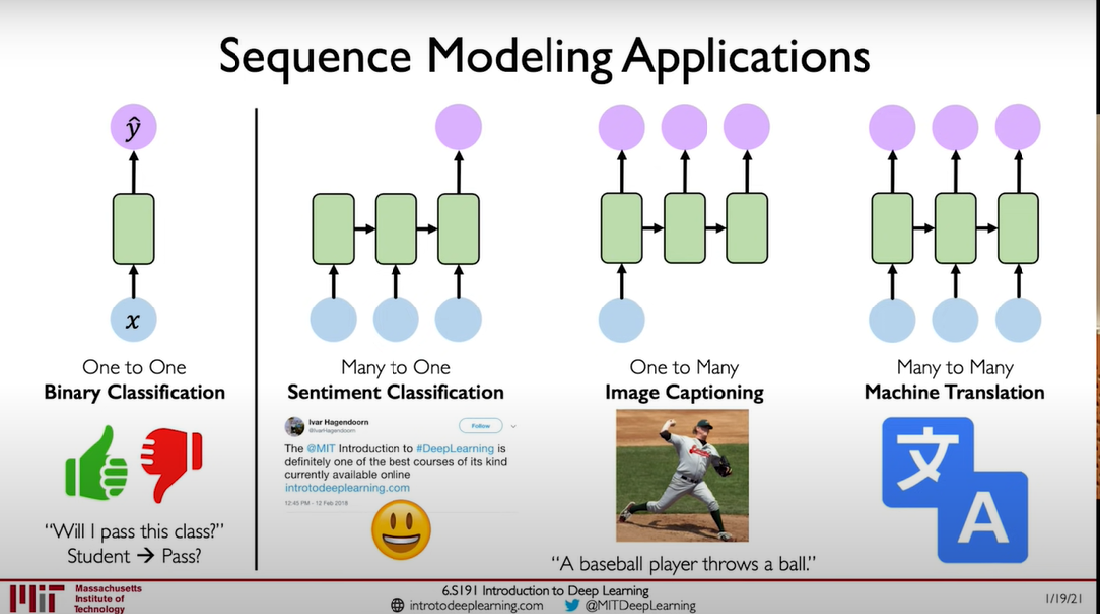 Sequence Modeling Applications
ŷ
x
One to One
Binary Classification
"Will I pass this class?"
Student → Pass?
Many to One
Sentiment Classification
Ivar Hagendoorn
@IvarHagendoorn
Follow
The @MIT Introduction to #DeepLearning is
definitely one of the best courses of its kind
currently available online
introtodeeplearning.com
12:45 PM - 12 Feb 2018
One to Many
Image Captioning
"A baseball player throws a ball."
Many to Many
Machine Translation
文
A
Massachusetts
Institute of
Technology
6.S191 Introduction to Deep Learning
introtodeeplearning.com @MITDeepLearning
1/19/21